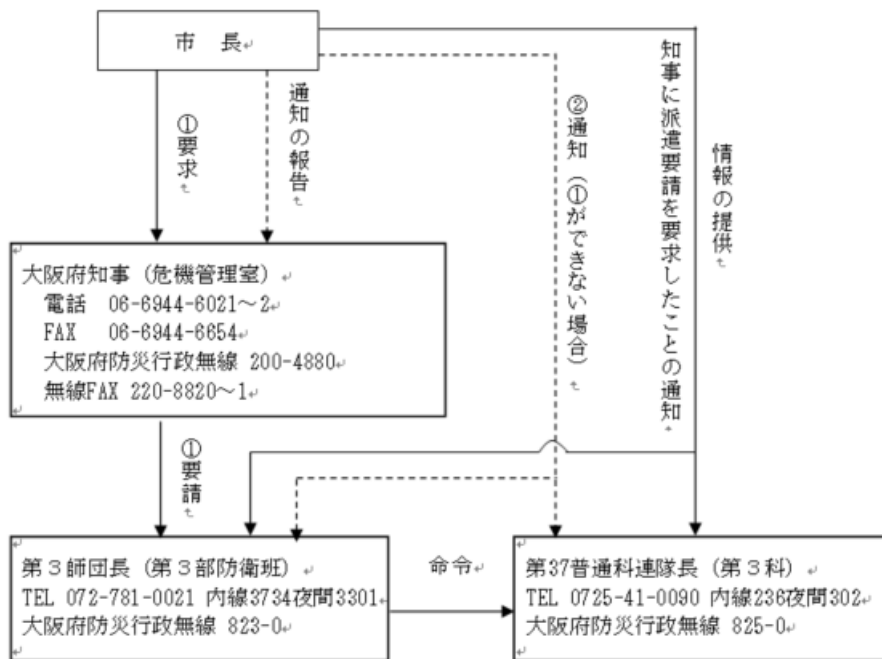 市　長
①要求
通知の報告
②通知（①ができない場合）
知事に派遣要請を要求したことの通知
情報の提供
大阪府知事（危機管理室）
電話　06-6944-6021～2
FAX　06-6944-6654
大阪府防災行政無線 200-4880
無線FAX 220-8820～1
①要請
第３師団長（第３部防衛班）
TEL 072-781-0021 内線3734夜間3301
大阪府防災行政無線 823-0
命令
第37普通科連隊長（第３科）
TEL 0725-41-0090 内線236夜間302
大阪府防災行政無線 825-0